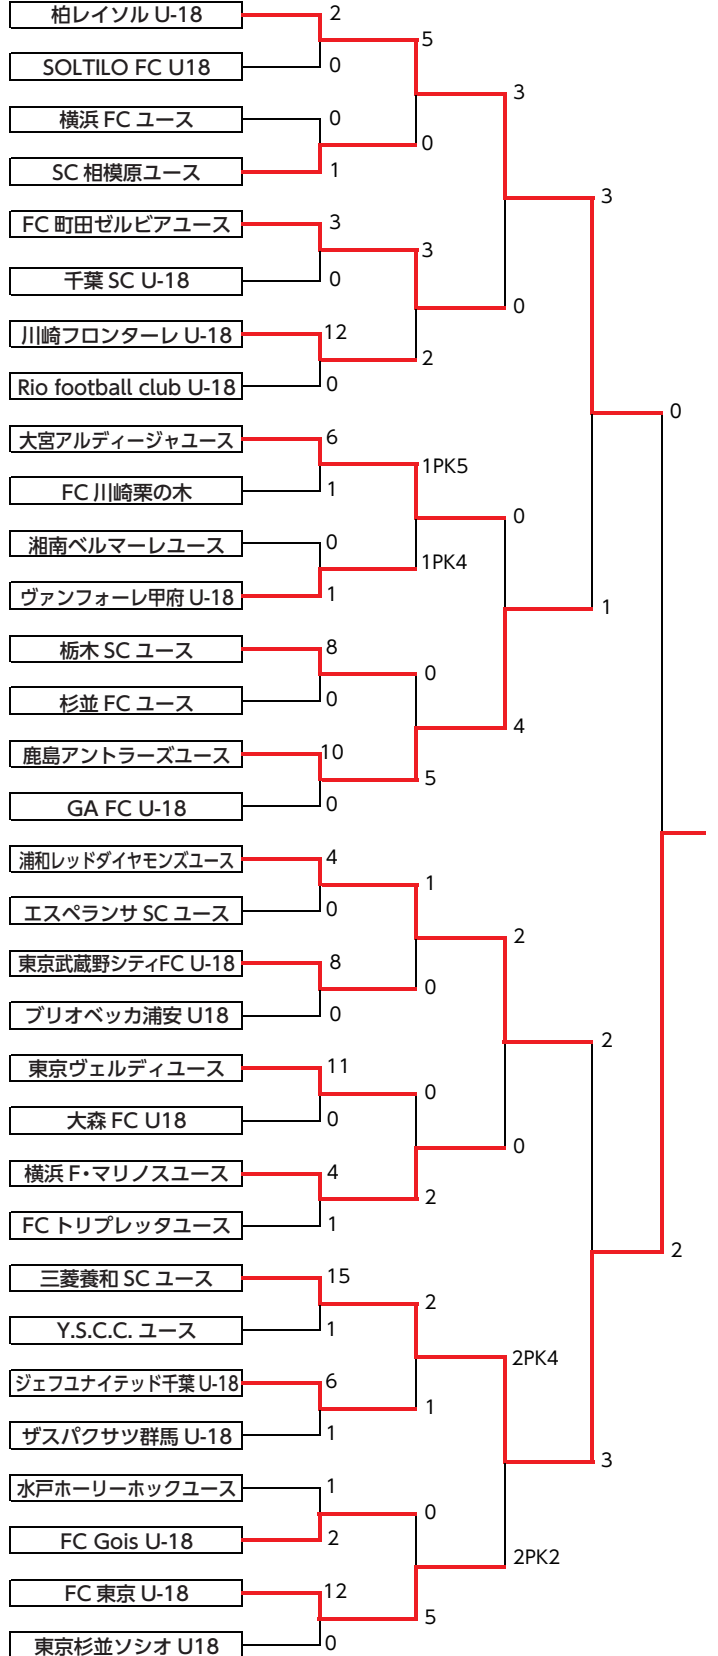 柏レイソル U-18
2
5
SOLTILO FC U18
0
3
横浜 FC ユース
0
0
SC 相模原ユース
1
3
FC 町田ゼルビアユース
3
3
千葉 SC U-18
0
0
川崎フロンターレ U-18
12
2
Rio football club U-18
0
0
大宮アルディージャユース
6
1PK5
FC 川崎栗の木
1
0
湘南ベルマーレユース
0
1PK4
ヴァンフォーレ甲府 U-18
1
1
栃木 SC ユース
8
0
杉並 FC ユース
0
4
鹿島アントラーズユース
10
5
GA FC U-18
0
浦和レッドダイヤモンズユース
4
1
エスペランサ SC ユース
0
2
東京武蔵野シティFC U-18
8
0
ブリオベッカ浦安 U18
0
2
東京ヴェルディユース
11
0
大森 FC U18
0
0
横浜 F・マリノスユース
4
2
FC トリプレッタユース
1
2
三菱養和 SC ユース
15
2
Y.S.C.C. ユース
1
2PK4
ジェフユナイテッド千葉 U-18
6
1
ザスパクサツ群馬 U-18
1
3
水戸ホーリーホックユース
1
0
FC Gois U-18
2
2PK2
FC 東京 U-18
12
5
東京杉並ソシオ U18
0